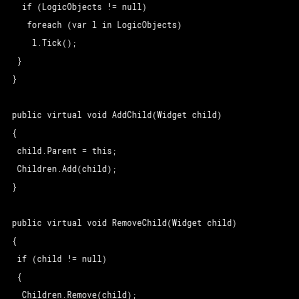 if (LogicObjects != null)
foreach (var l in LogicObjects)
l.Tick();
}
}
public virtual void AddChild(Widget child)
{
child.Parent = this;
Children.Add(child);
}
public virtual void RemoveChild(Widget child)
{
if (child != null)
{
Children.Remove(child);